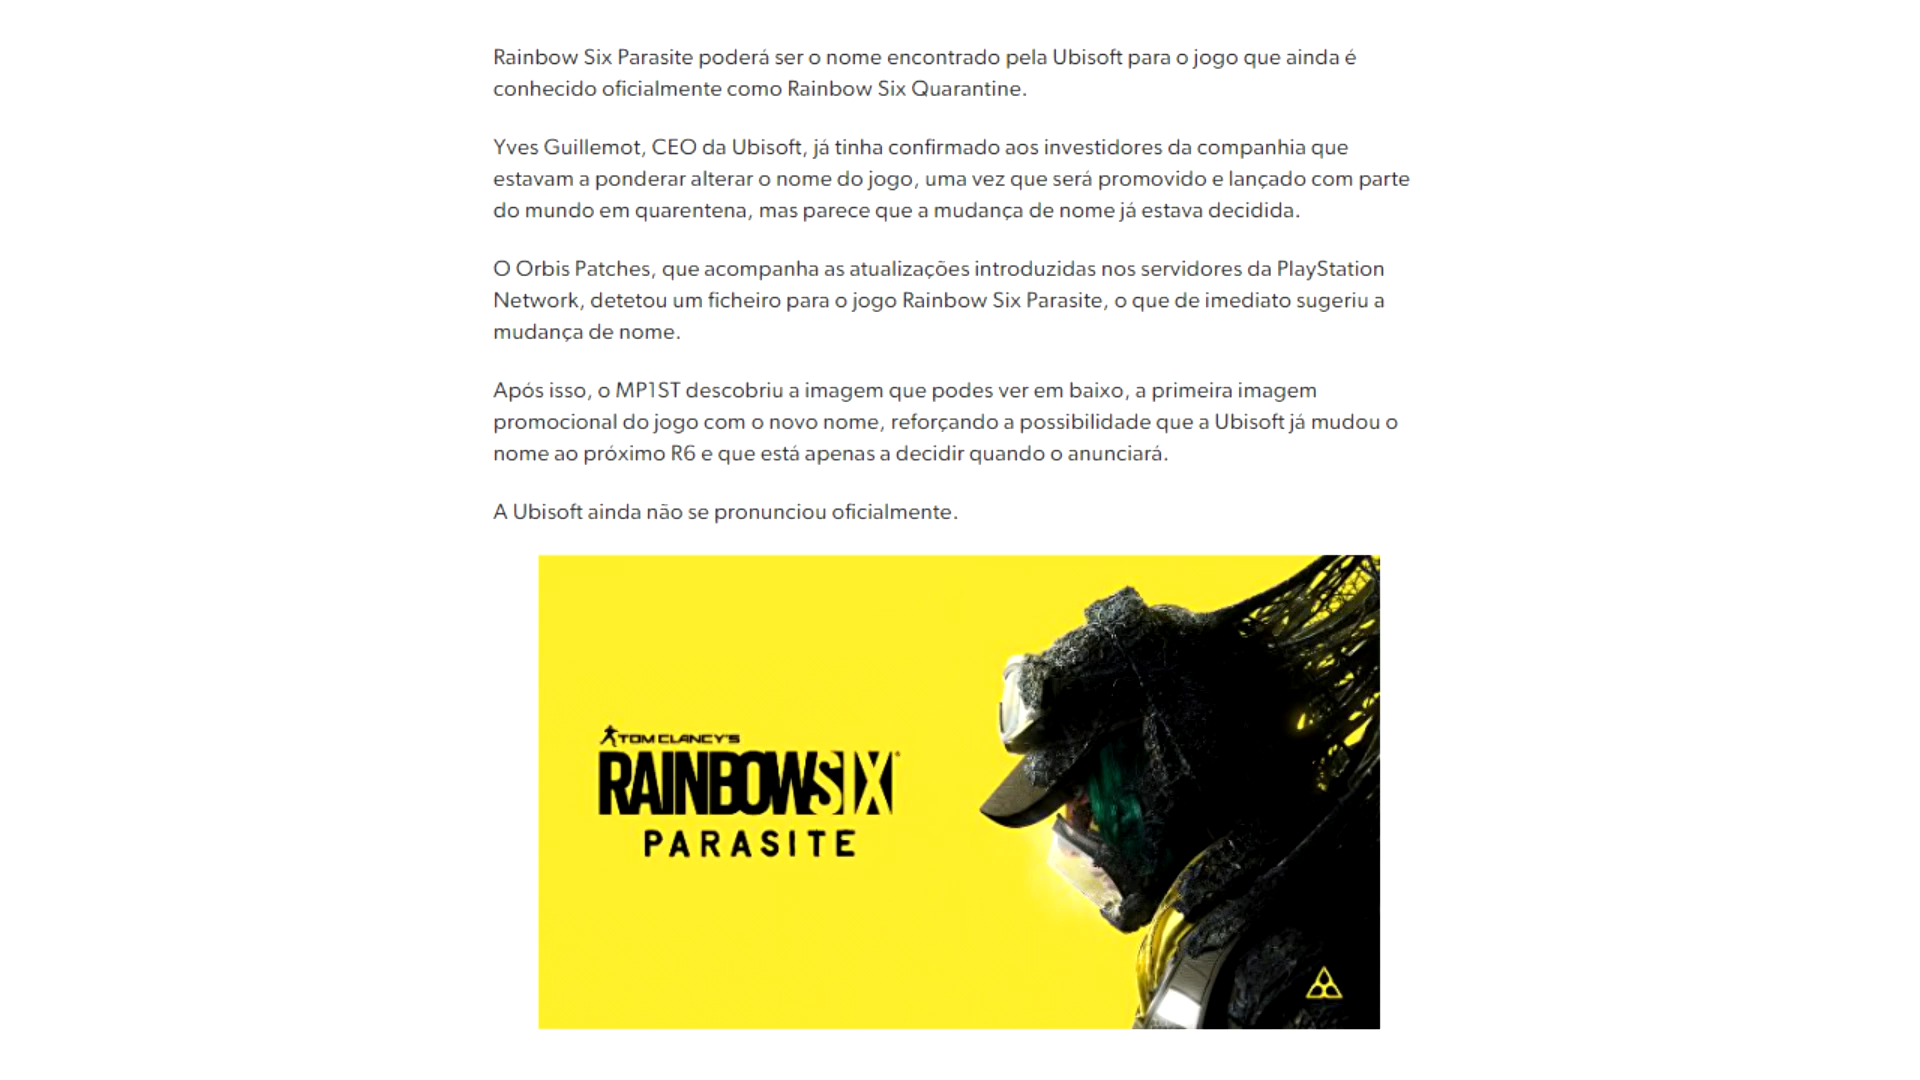 Rainbow Six Parasite poderá ser o nome encontrado pela Ubisoft para o jogo que ainda é
conhecido oficialmente como Rainbow Six Quarantine.
Yves Guillemot, CEO da Ubisoft, já tinha confirmado aos investidores da companhia que
estavam a ponderar alterar o nome do jogo, uma vez que será promovido e lançado com parte
do mundo em quarentena, mas parece que a mudança de nome já estava decidida.
O Orbis Patches, que acompanha as atualizações introduzidas nos servidores da PlayStation
Network, detetou um ficheiro para o jogo Rainbow Six Parasite, o que de imediato sugeriu a
mudança de nome.
Após isso, o MP1ST descobriu a imagem que podes ver em baixo, a primeira imagem
promocional do jogo com o novo nome, reforçando a possibilidade que a Ubisoft já mudou o
nome ao próximo R6 e que está apenas a decidir quando o anunciará.
A Ubisoft ainda não se pronunciou oficialmente.
TOM CLANCY'S
RAINBOWSIX
PARASITE